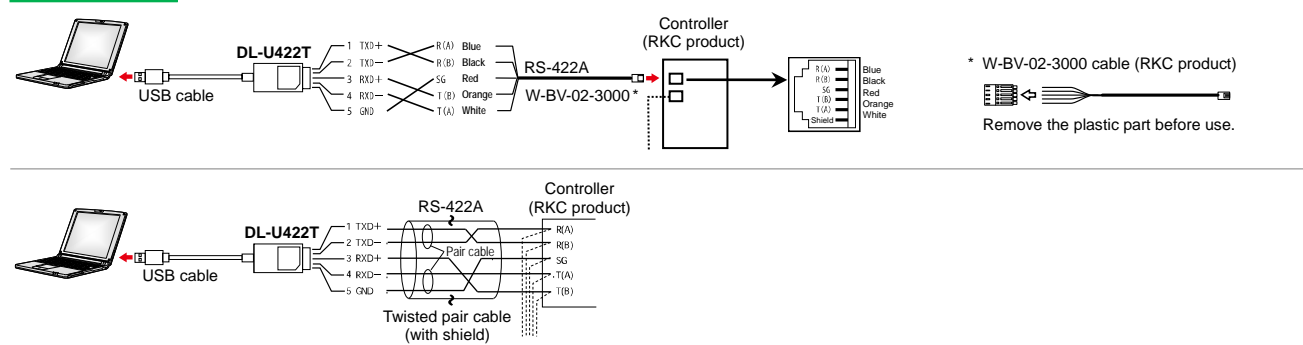 Controller
(RKC product)
DL-U422T
1 TXD+
2 TXD−
3 RXD+
4 RXD−
5 GND
R(A) Blue
R(B) Black
SG Red
T(B) Orange
T(A) White
RS-422A
W-BV-02-3000 *
USB cable
R(A) Blue
R(B) Black
SG Red
T(B) Orange
T(A) White
Shield
* W-BV-02-3000 cable (RKC product)
Remove the plastic part before use.
Controller
(RKC product)
RS-422A
DL-U422T
1 TXD+
2 TXD−
3 RXD+
4 RXD−
5 GND
Pair cable
R(A)
R(B)
SG
T(A)
T(B)
USB cable
Twisted pair cable
(with shield)